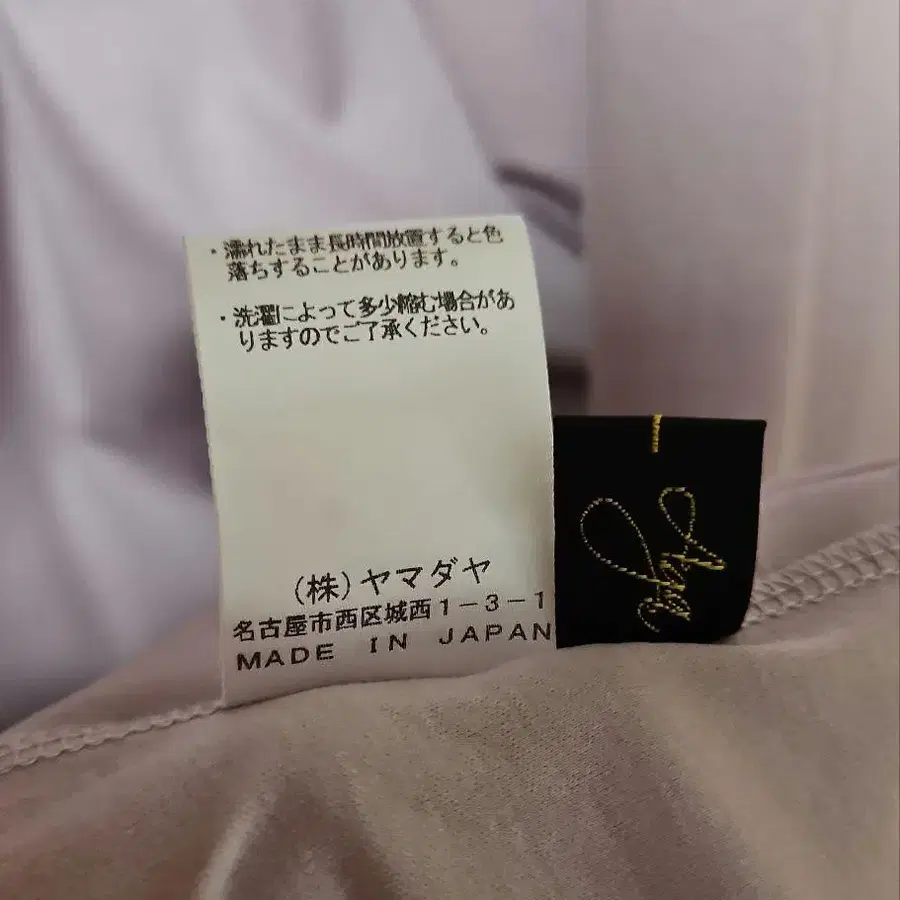 ・濡れたまま長時間放置すると色
落ちすることがあります。
・洗濯によって多少縮む場合があ
りますのでご了承ください。
(株)ヤマダヤ
名古屋市西区城西1-3-1
MADE IN JAPAN